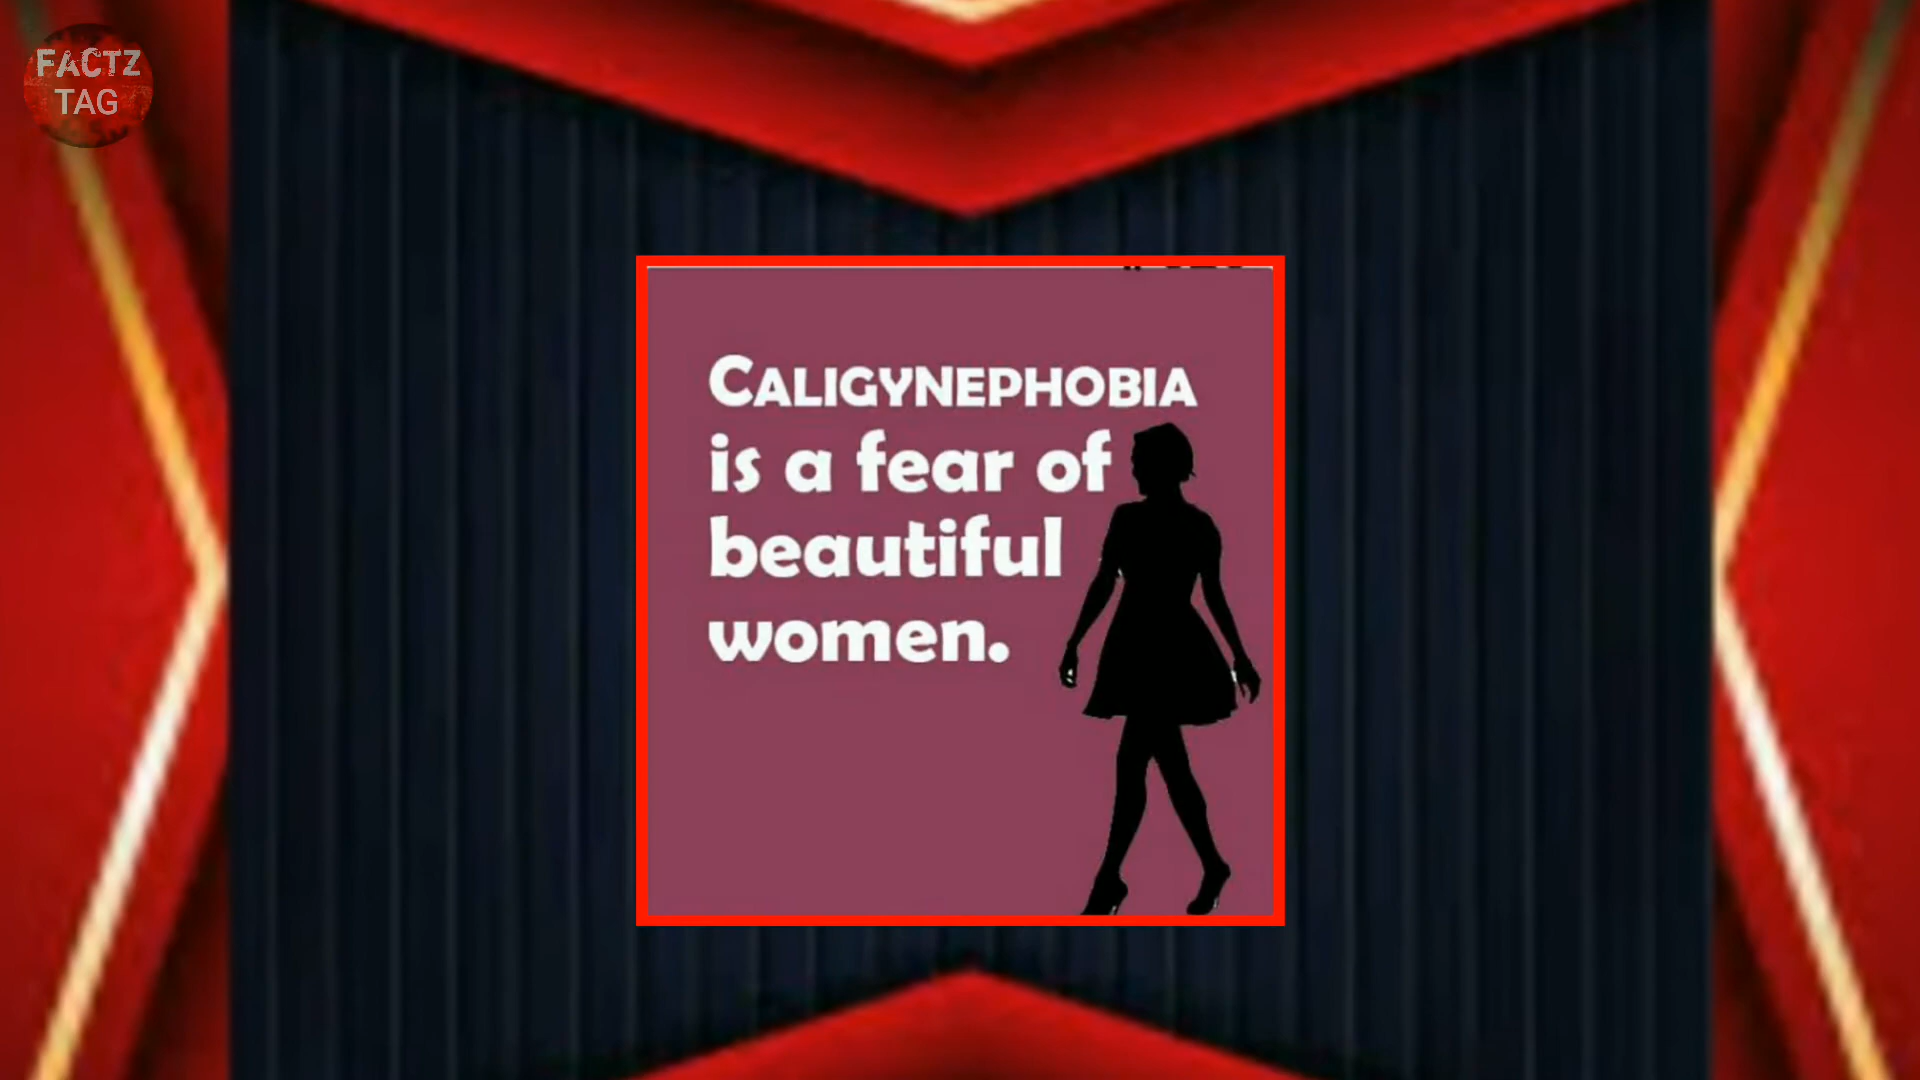 FACTZ
TAG
CALIGYNEPHOBIA
is a fear of
beautiful
women.